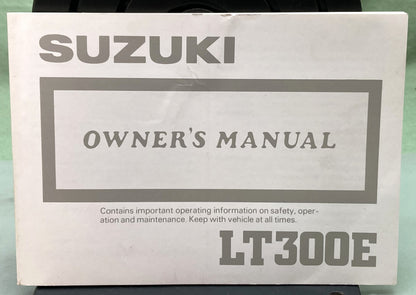 SUZUKI
OWNER'S MANUAL
Contains important operating information on safety, oper-
ation and maintenance. Keep with vehicle at all times.
LT300E